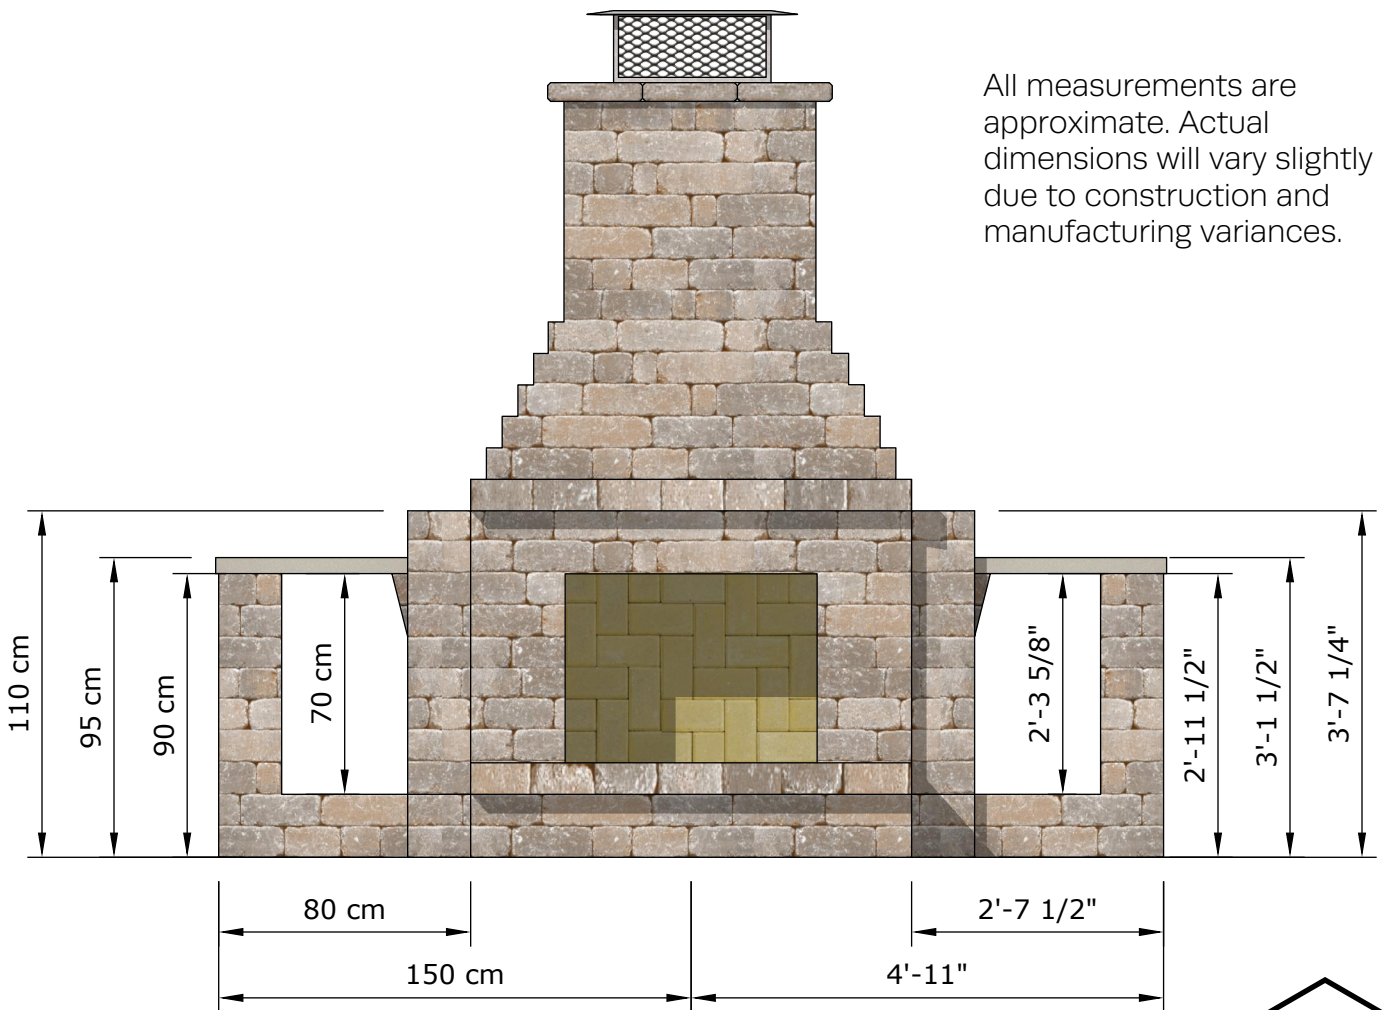 All measurements are
approximate. Actual
dimensions will vary slightly
due to construction and
manufacturing variances.
110 cm
95 cm
90 cm
70 cm
2'-3 5/8"
2'-11 1/2"
3'-1 1/2"
3'-7 1/4"
80 cm
2'-7 1/2"
150 cm
4'-11"